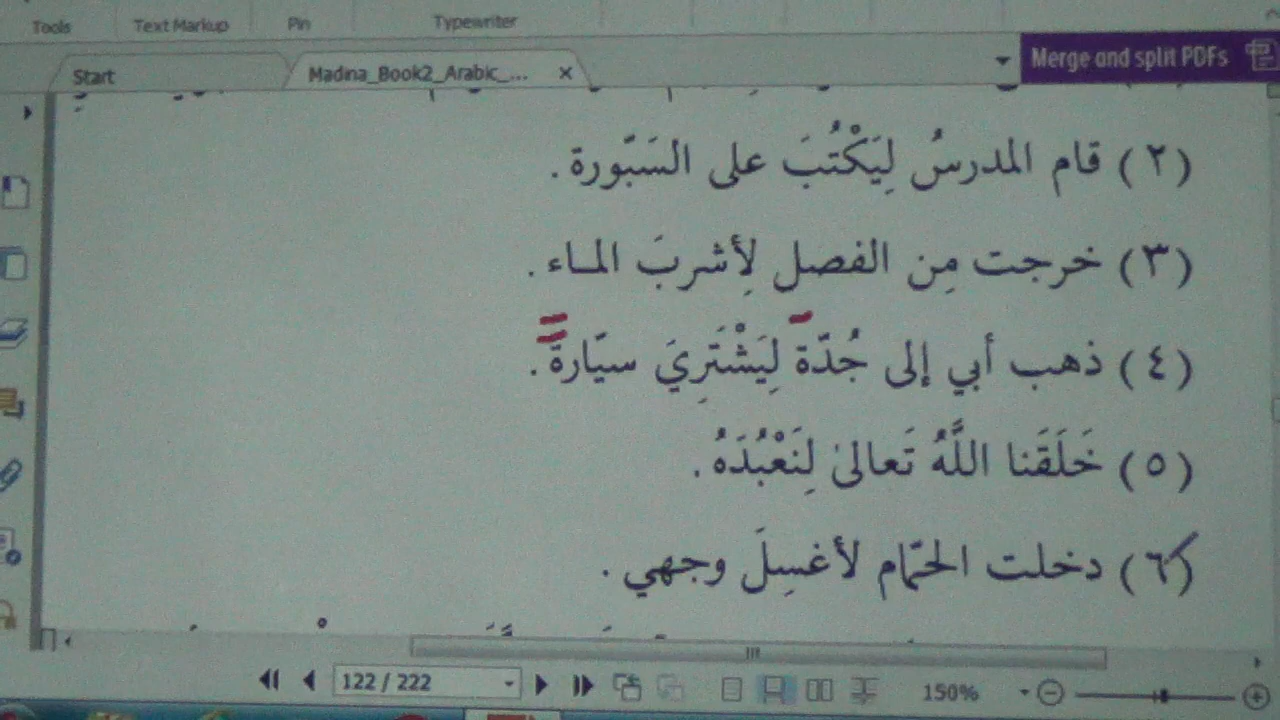 Tools Text Markup Pin Typewriter
Start Madina_Book2_Arabic_... Merge and split PDFs
(٢) قام المدرسُ لِيَكْتُبَ على السَبّورة .
(٣) خرجت مِن الفصل لِأشربَ الماء .
(٤) ذهب أبي إلى جُدّةَ لِيَشْتَرِيَ سيّارةً .
(٥) خَلَقَنا اللَّهُ تَعالىٰ لِنَعْبُدَهُ .
(٦) دخلت الحمّام لأغسِلَ وجهي .
122 / 222 150%